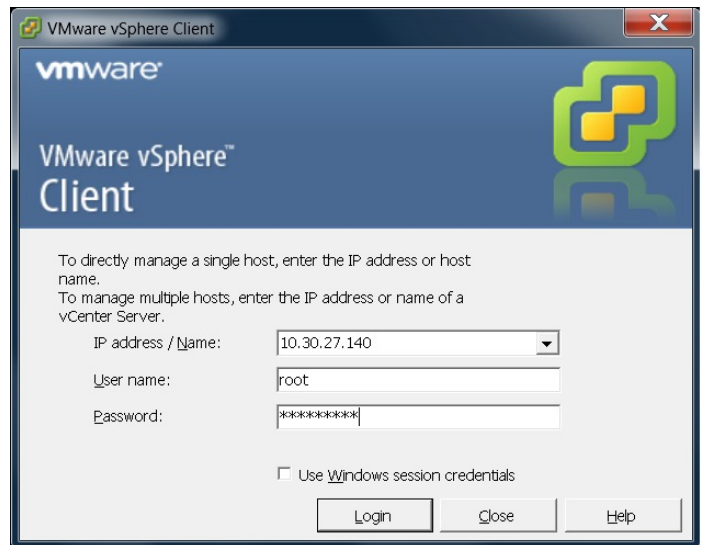 VMware vSphere Client
vmware®
VMware vSphere™
Client
To directly manage a single host, enter the IP address or host
name.
To manage multiple hosts, enter the IP address or name of a
vCenter Server.
IP address / Name: 10.30.27.140
User name: root
Password: *********
Use Windows session credentials
Login Close Help